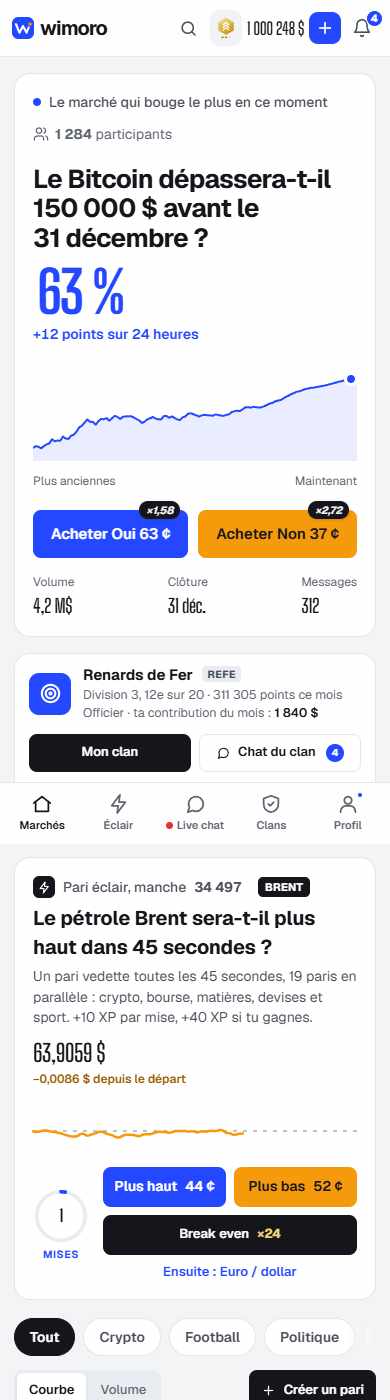 wimoro
1 000 248 $
4
Le marché qui bouge le plus en ce moment
1 284 participants
Le Bitcoin dépassera-t-il
150 000 $ avant le
31 décembre ?
63 %
+12 points sur 24 heures
Plus anciennes Maintenant
×1,58 ×2,72
Acheter Oui 63 ¢ Acheter Non 37 ¢
Volume Clôture Messages
4,2 M$ 31 déc. 312
Renards de Fer REFE
Division 3, 12e sur 20 · 311 305 points ce mois
Officier · ta contribution du mois : 1 840 $
Mon clan Chat du clan 4
Marchés Éclair Live chat Clans Profil
Pari éclair, manche 34 497 BRENT
Le pétrole Brent sera-t-il plus
haut dans 45 secondes ?
Un pari vedette toutes les 45 secondes, 19 paris en
parallèle : crypto, bourse, matières, devises et
sport. +10 XP par mise, +40 XP si tu gagnes.
63,9059 $
−0,0086 $ depuis le départ
1
MISES
Plus haut 44 ¢ Plus bas 52 ¢
Break even ×24
Ensuite : Euro / dollar
Tout Crypto Football Politique
Courbe Volume + Créer un pari